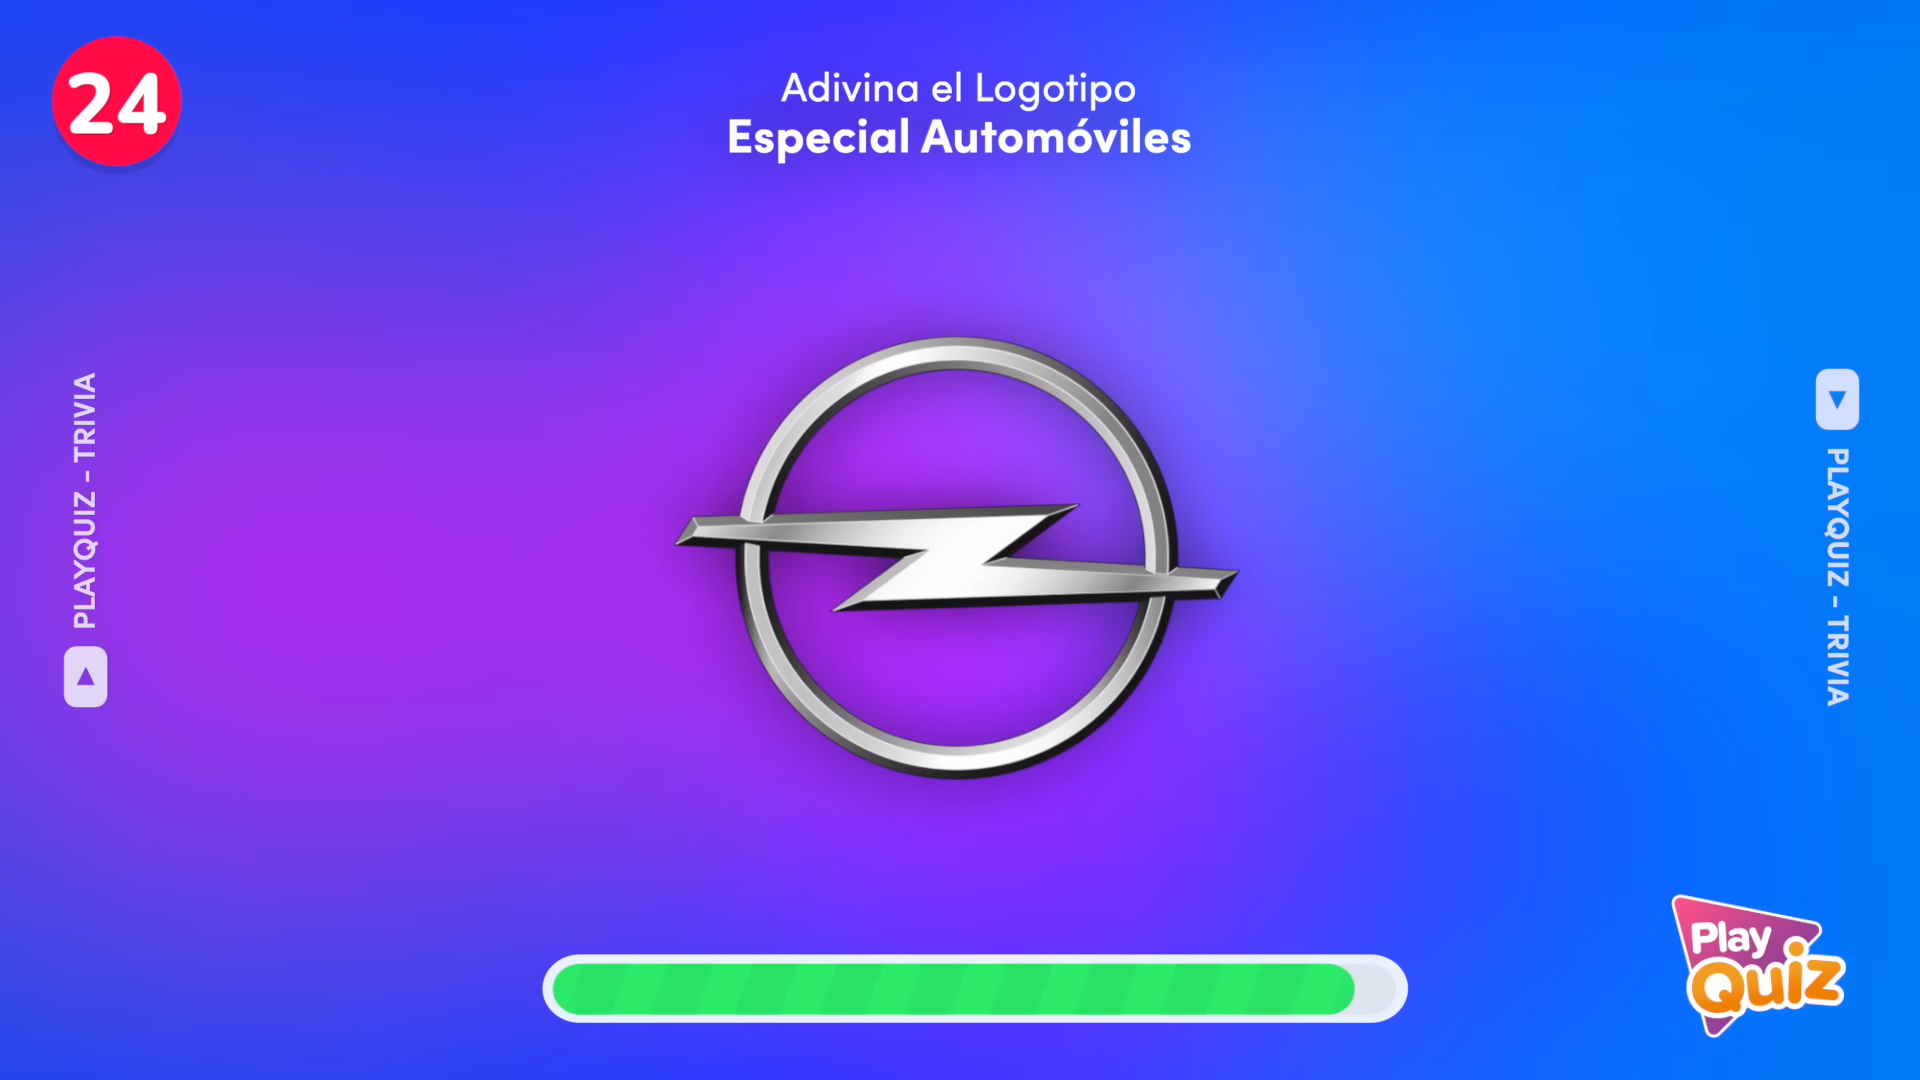 24
Adivina el Logotipo
Especial Automóviles
PLAYQUIZ - TRIVIA
PLAYQUIZ - TRIVIA
Play
Quiz